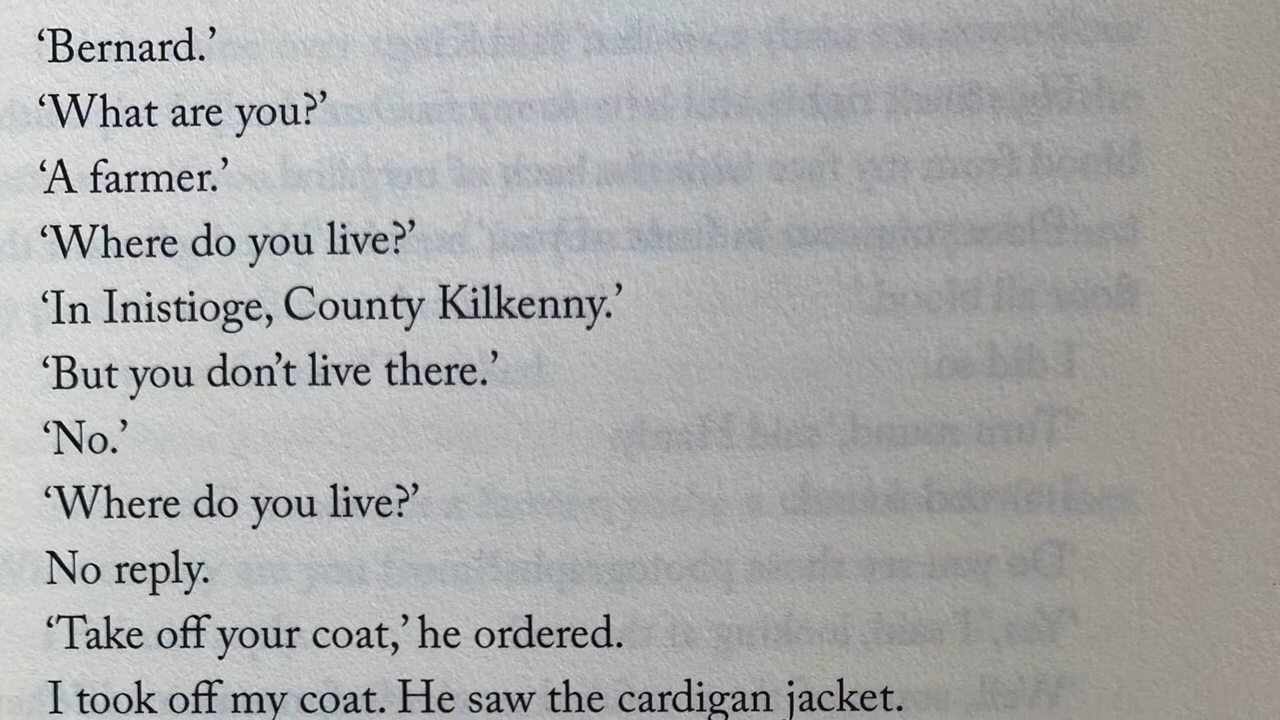 ‘Bernard.’
‘What are you?’
‘A farmer.’
‘Where do you live?’
‘In Inistioge, County Kilkenny.’
‘But you don’t live there.’
‘No.’
‘Where do you live?’
No reply.
‘Take off your coat,’ he ordered.
I took off my coat. He saw the cardigan jacket.